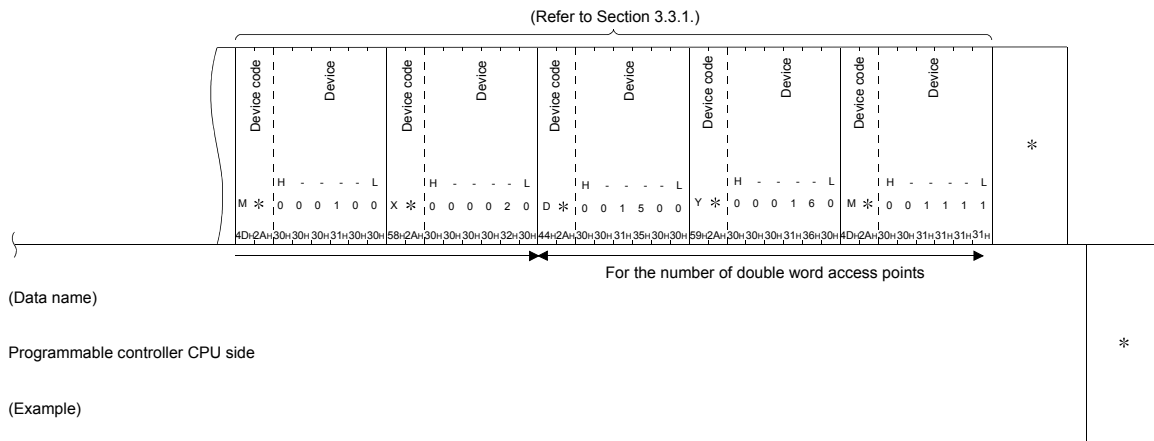 (Refer to Section 3.3.1.)
Device code Device Device code Device Device code Device Device code Device Device code Device
*
H - - - - L H - - - - L H - - - - L H - - - - L H - - - - L
M * 0 0 0 1 0 0 X * 0 0 0 0 2 0 D * 0 0 1 5 0 0 Y * 0 0 0 1 6 0 M * 0 0 1 1 1 1
4DH 2AH 30H 30H 30H 31H 30H 30H 58H 2AH 30H 30H 30H 30H 32H 30H 44H 2AH 30H 30H 31H 35H 30H 30H 59H 2AH 30H 30H 30H 31H 36H 30H 4DH 2AH 30H 30H 31H 31H 31H 31H
For the number of double word access points
(Data name)
Programmable controller CPU side
*
(Example)